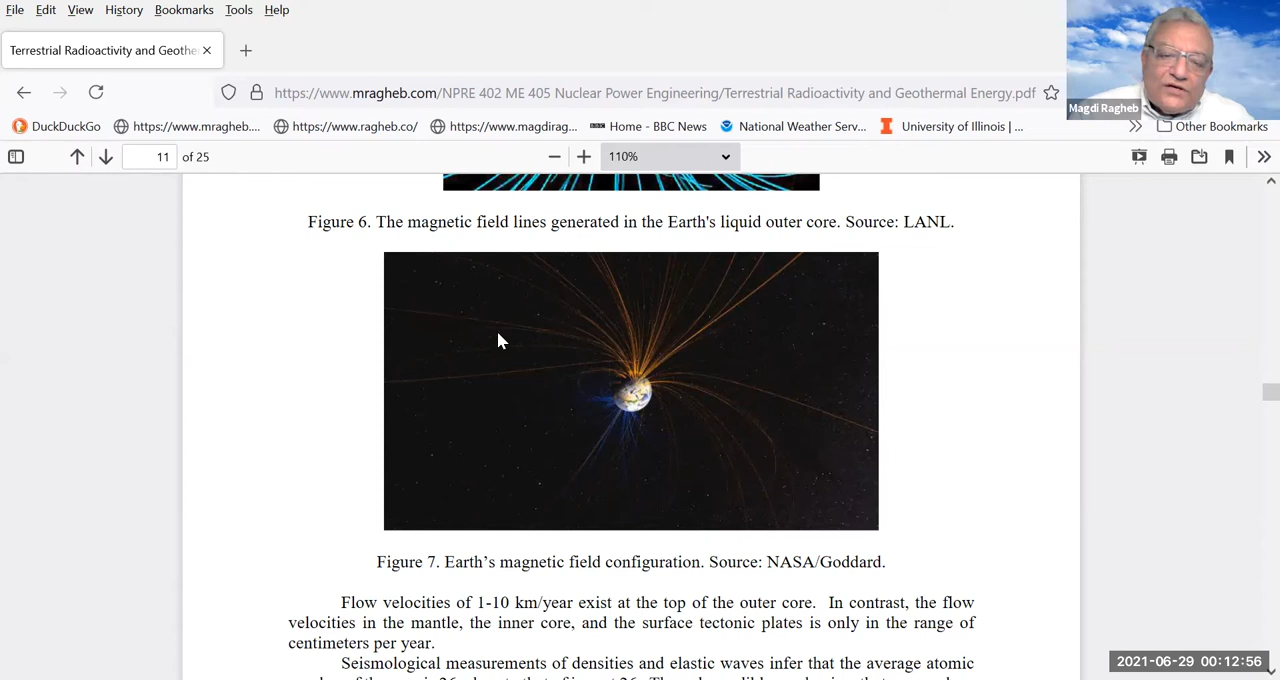 File Edit View History Bookmarks Tools Help
Terrestrial Radioactivity and Geothe
https://www.mragheb.com/NPRE 402 ME 405 Nuclear Power Engineering/Terrestrial Radioactivity and Geothermal Energy.pdf
Magdi Ragheb
DuckDuckGo https://www.mragheb.... https://www.ragheb.co/ https://www.magdirag... Home - BBC News National Weather Serv... University of Illinois | ... Other Bookmarks
11 of 25 110%
Figure 6. The magnetic field lines generated in the Earth's liquid outer core. Source: LANL.
Figure 7. Earth’s magnetic field configuration. Source: NASA/Goddard.
Flow velocities of 1-10 km/year exist at the top of the outer core. In contrast, the flow
velocities in the mantle, the inner core, and the surface tectonic plates is only in the range of
centimeters per year.
Seismological measurements of densities and elastic waves infer that the average atomic
2021-06-29 00:12:56